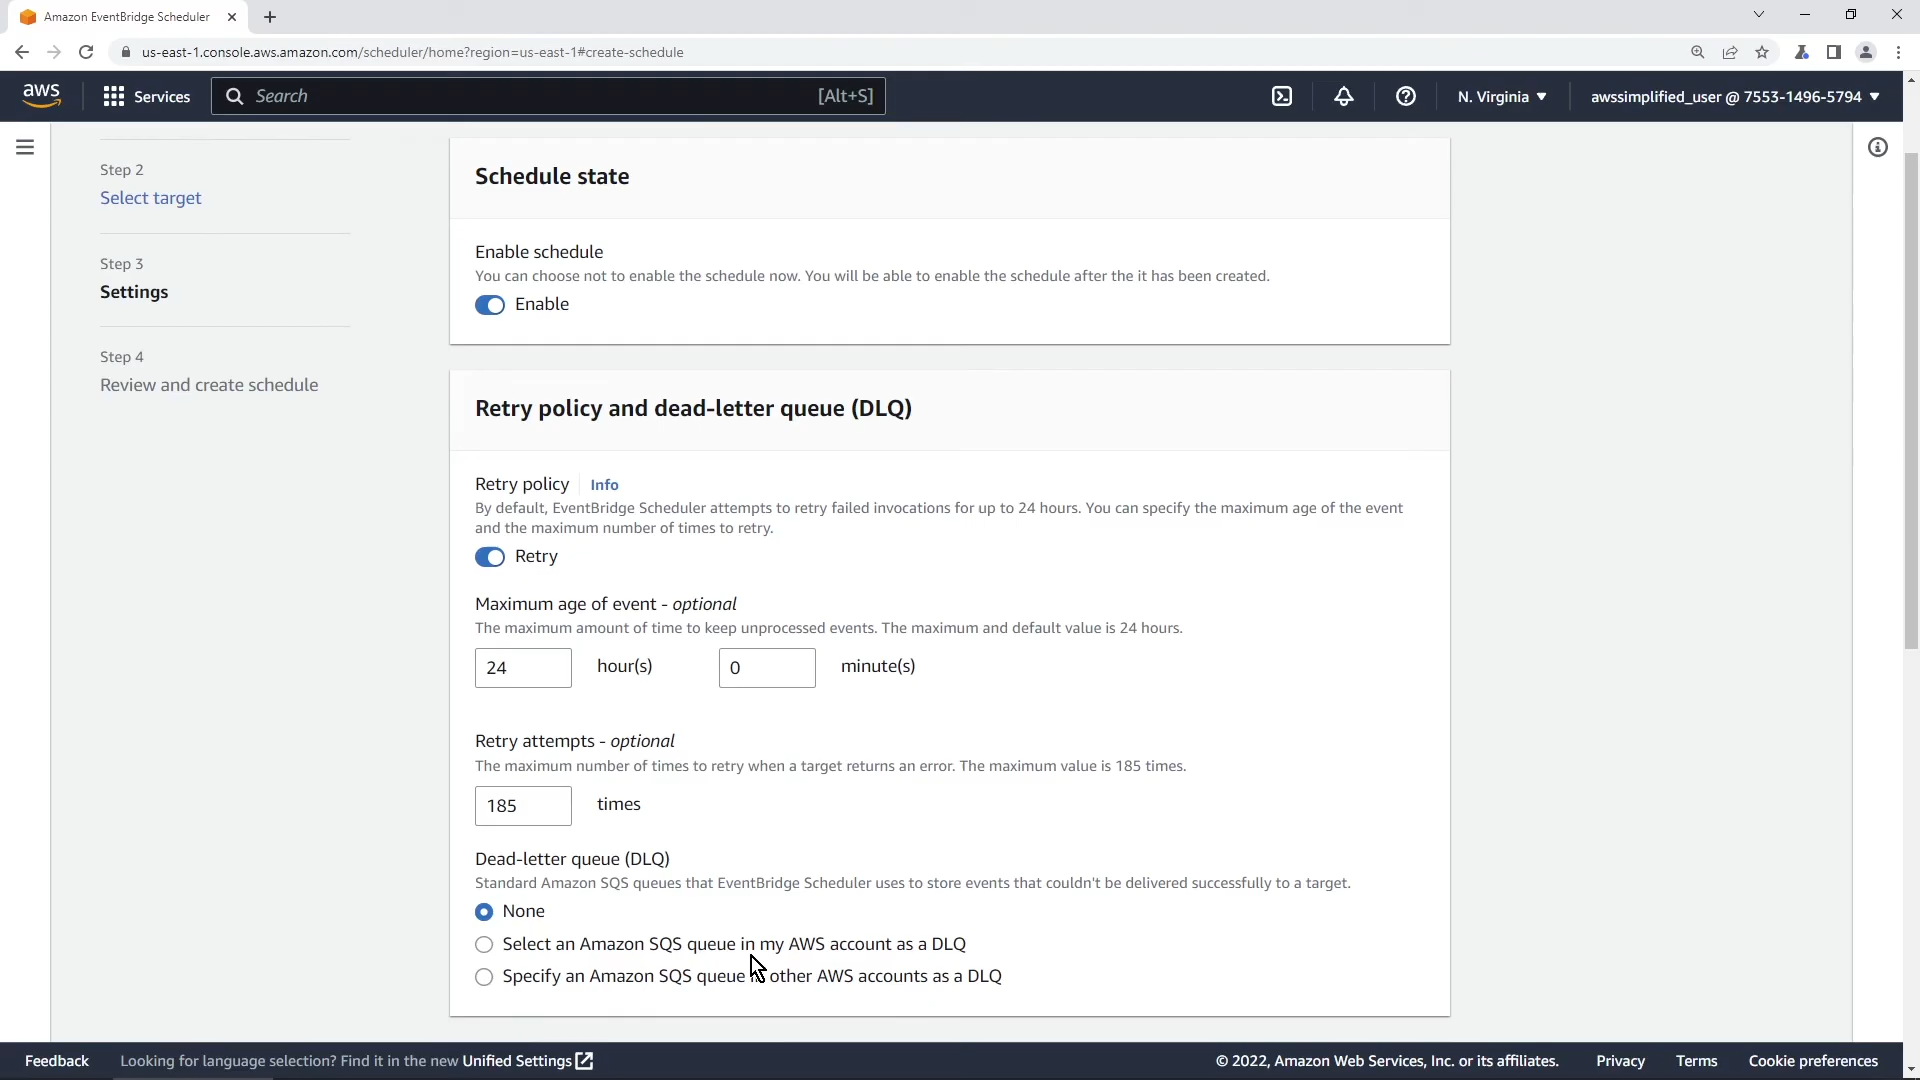 Amazon EventBridge Scheduler
us-east-1.console.aws.amazon.com/scheduler/home?region=us-east-1#create-schedule
aws
Services
Search
[Alt+S]
N. Virginia
awssimplified_user @ 7553-1496-5794
Step 2
Select target
Step 3
Settings
Step 4
Review and create schedule
Schedule state
Enable schedule
You can choose not to enable the schedule now. You will be able to enable the schedule after the it has been created.
Enable
Retry policy and dead-letter queue (DLQ)
Retry policy Info
By default, EventBridge Scheduler attempts to retry failed invocations for up to 24 hours. You can specify the maximum age of the event
and the maximum number of times to retry.
Retry
Maximum age of event - optional
The maximum amount of time to keep unprocessed events. The maximum and default value is 24 hours.
24 hour(s) 0 minute(s)
Retry attempts - optional
The maximum number of times to retry when a target returns an error. The maximum value is 185 times.
185 times
Dead-letter queue (DLQ)
Standard Amazon SQS queues that EventBridge Scheduler uses to store events that couldn't be delivered successfully to a target.
None
Select an Amazon SQS queue in my AWS account as a DLQ
Specify an Amazon SQS queue in other AWS accounts as a DLQ
Feedback
Looking for language selection? Find it in the new Unified Settings
© 2022, Amazon Web Services, Inc. or its affiliates.
Privacy
Terms
Cookie preferences